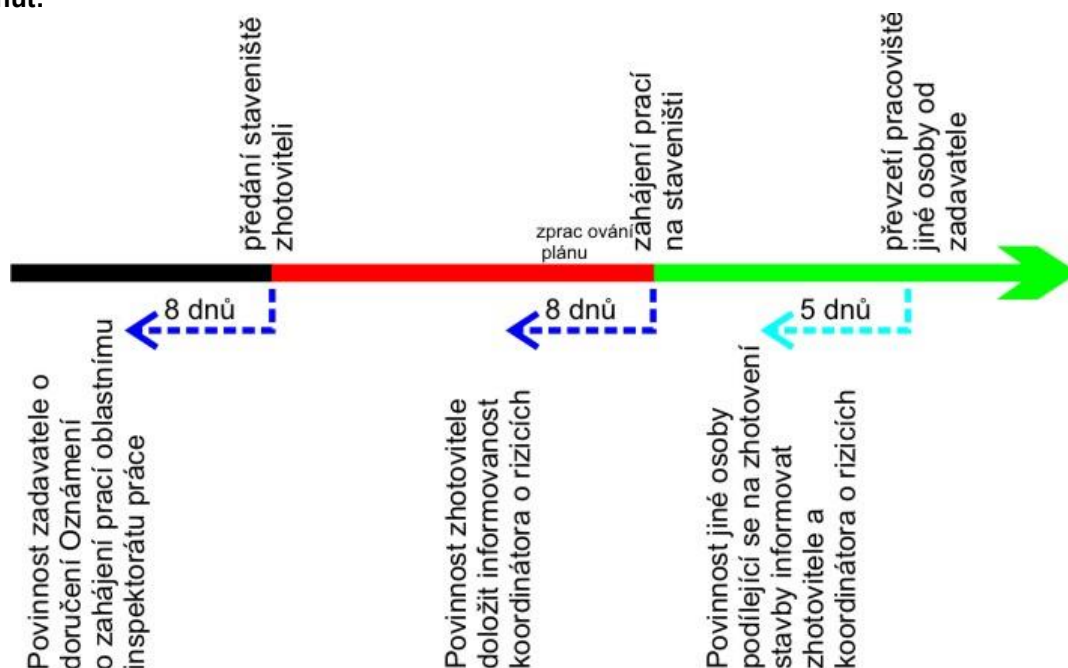 předání staveniště
zhotoviteli
zprac ování
plánu
zahájení prací
na staveništi
převzetí pracoviště
jiné osoby od
zadavatele
8 dnů
8 dnů
5 dnů
Povinnost zadavatele o
doručení Oznámení
o zahájení prací oblastnímu
inspektorátu práce
Povinnost zhotovitele
doložit informovanost
koordinátora o rizicích
Povinnost jiné osoby
podílející se na zhotovení
stavby informovat
zhotovitele a
koordinátora o rizicích